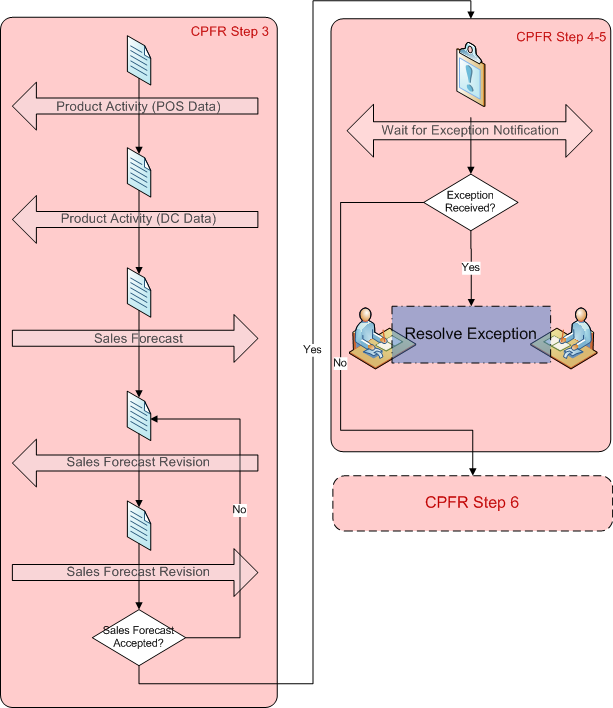 CPFR Step 3
Product Activity (POS Data)
Product Activity (DC Data)
Sales Forecast
Sales Forecast Revision
No
Sales Forecast Revision
Sales Forecast
Accepted?
Yes
CPFR Step 4-5
Wait for Exception Notification
Exception
Received?
Yes
Resolve Exception
No
CPFR Step 6